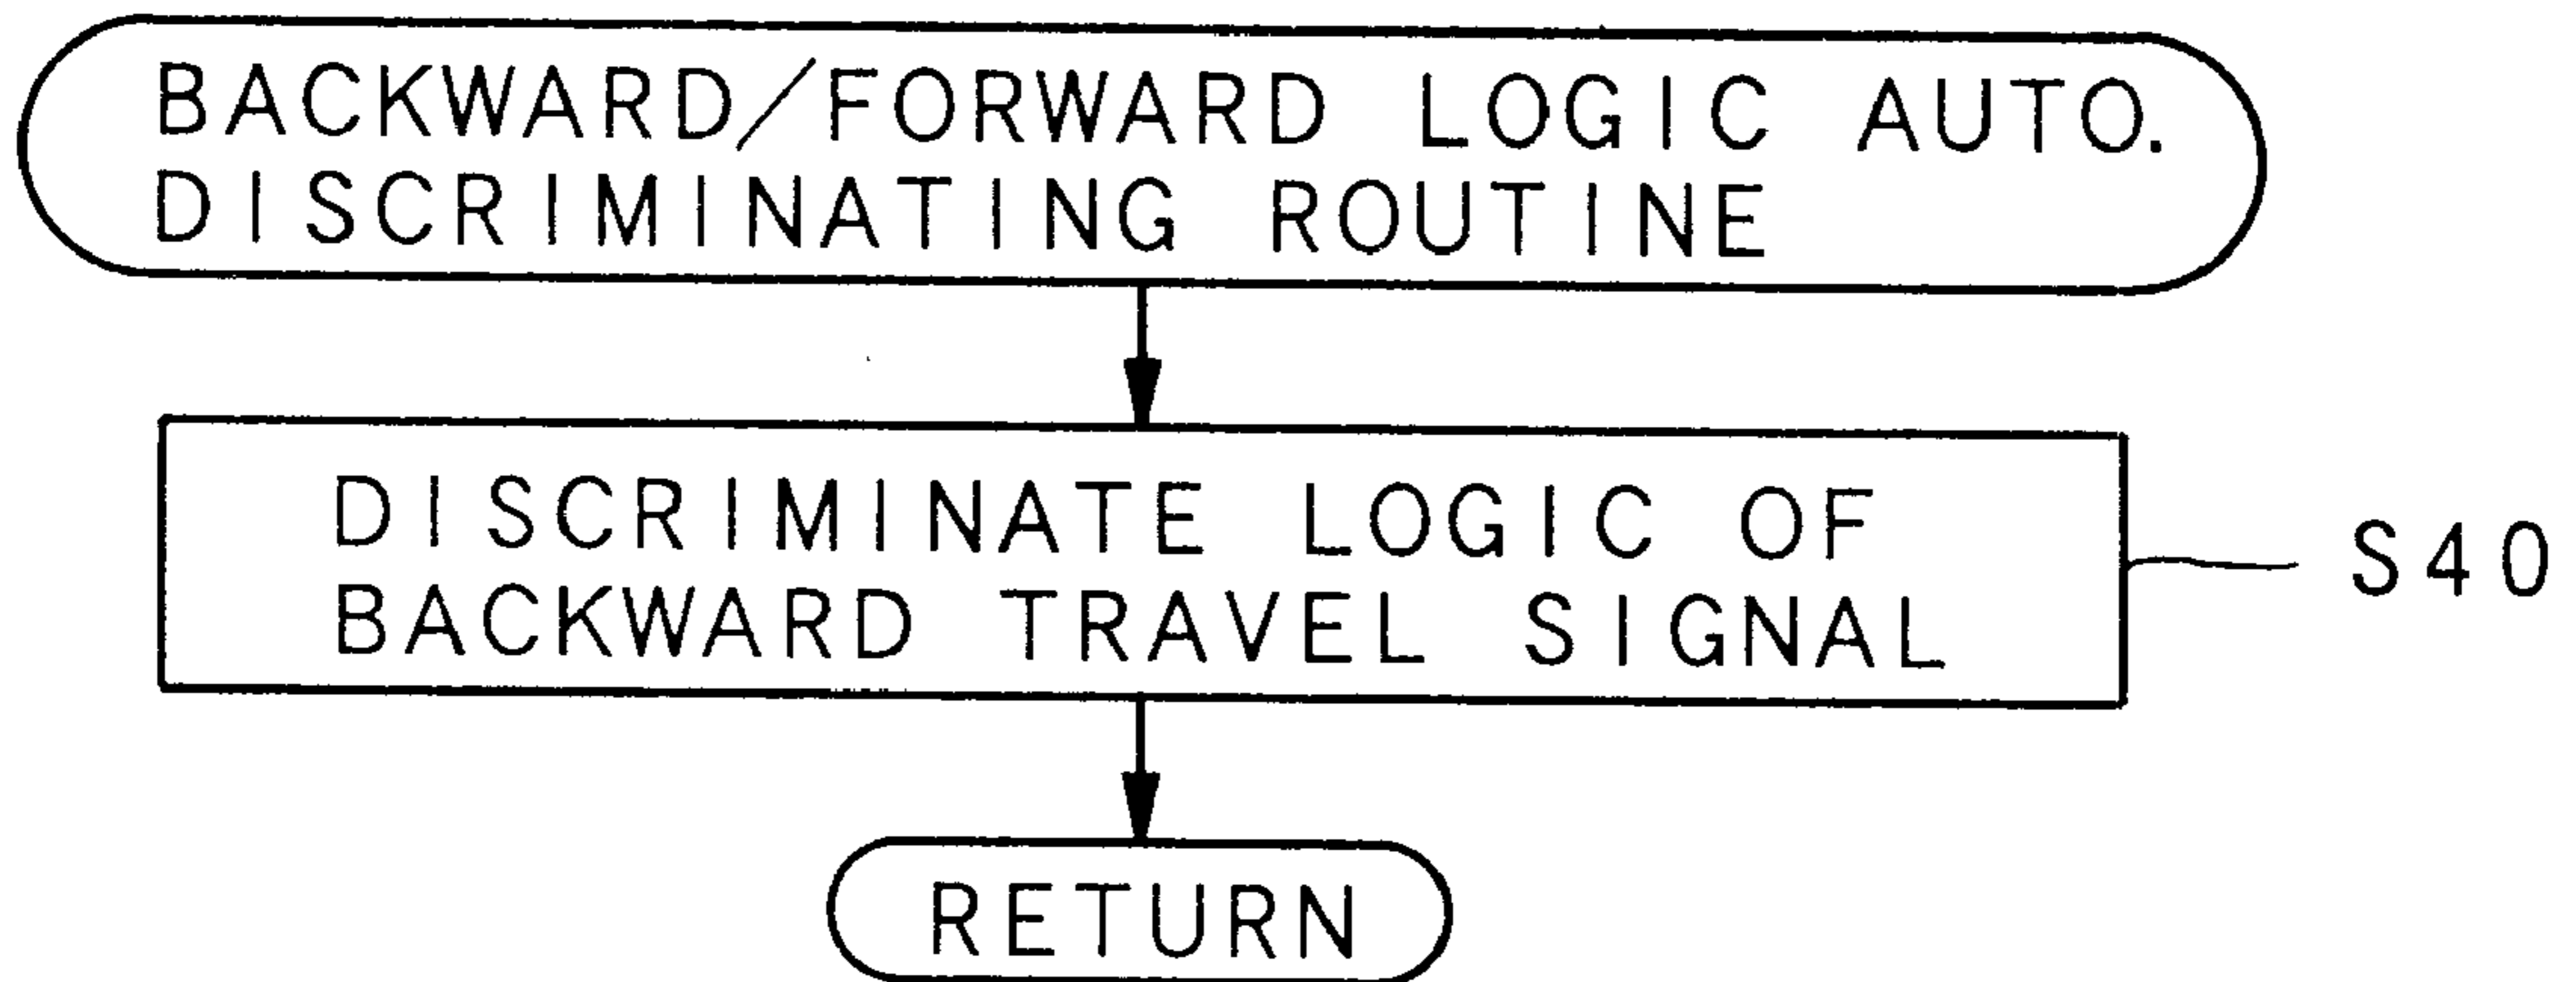 BACKWARD/FORWARD LOGIC AUTO.
DISCRIMINATING ROUTINE
DISCRIMINATE LOGIC OF
BACKWARD TRAVEL SIGNAL
S40
RETURN